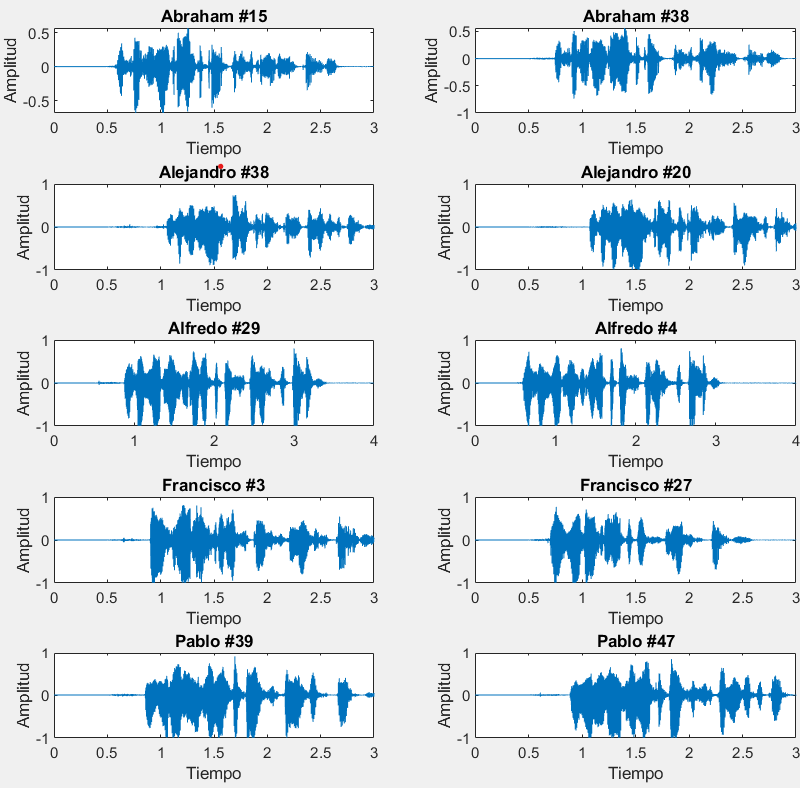 Abraham #15 Abraham #38
0.5 0.5
0 0
-0.5 -0.5
-1
0 0.5 1 1.5 2 2.5 3 0 0.5 1 1.5 2 2.5 3
Amplitud Amplitud
Tiempo Tiempo
Alejandro #38 Alejandro #20
1 1
0 0
-1 -1
0 0.5 1 1.5 2 2.5 3 0 0.5 1 1.5 2 2.5 3
Amplitud Amplitud
Tiempo Tiempo
Alfredo #29 Alfredo #4
1 1
0 0
-1 -1
0 1 2 3 4 0 1 2 3 4
Amplitud Amplitud
Tiempo Tiempo
Francisco #3 Francisco #27
1 1
0 0
-1 -1
0 0.5 1 1.5 2 2.5 3 0 0.5 1 1.5 2 2.5 3
Amplitud Amplitud
Tiempo Tiempo
Pablo #39 Pablo #47
1 1
0 0
-1 -1
0 0.5 1 1.5 2 2.5 3 0 0.5 1 1.5 2 2.5 3
Amplitud Amplitud
Tiempo Tiempo